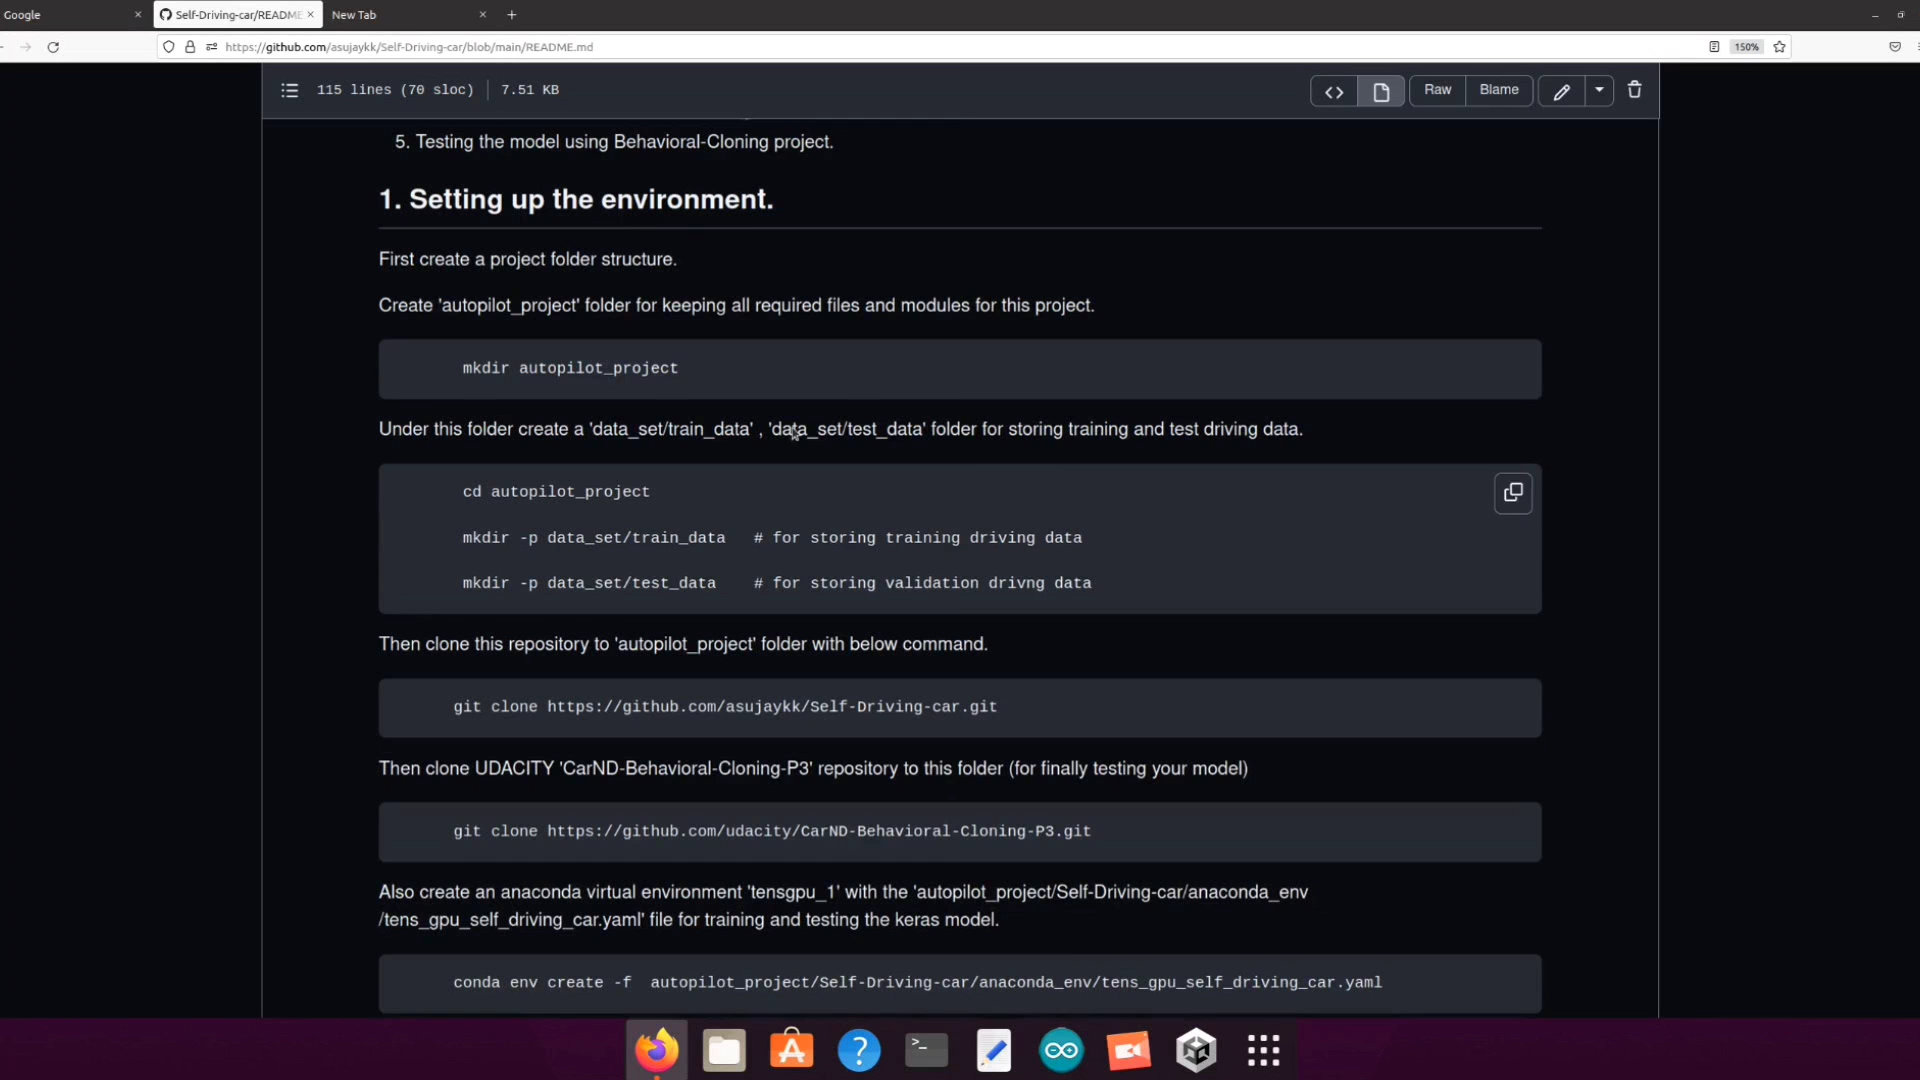 Google
Self-Driving-car/README
New Tab
https://github.com/asujaykk/Self-Driving-car/blob/main/README.md
150%
115 lines (70 sloc)
7.51 KB
Raw
Blame
5. Testing the model using Behavioral-Cloning project.
1. Setting up the environment.
First create a project folder structure.
Create 'autopilot_project' folder for keeping all required files and modules for this project.
mkdir autopilot_project
Under this folder create a 'data_set/train_data' , 'data_set/test_data' folder for storing training and test driving data.
cd autopilot_project
mkdir -p data_set/train_data # for storing training driving data
mkdir -p data_set/test_data # for storing validation drivng data
Then clone this repository to 'autopilot_project' folder with below command.
git clone https://github.com/asujaykk/Self-Driving-car.git
Then clone UDACITY 'CarND-Behavioral-Cloning-P3' repository to this folder (for finally testing your model)
git clone https://github.com/udacity/CarND-Behavioral-Cloning-P3.git
Also create an anaconda virtual environment 'tensgpu_1' with the 'autopilot_project/Self-Driving-car/anaconda_env
/tens_gpu_self_driving_car.yaml' file for training and testing the keras model.
conda env create -f autopilot_project/Self-Driving-car/anaconda_env/tens_gpu_self_driving_car.yaml